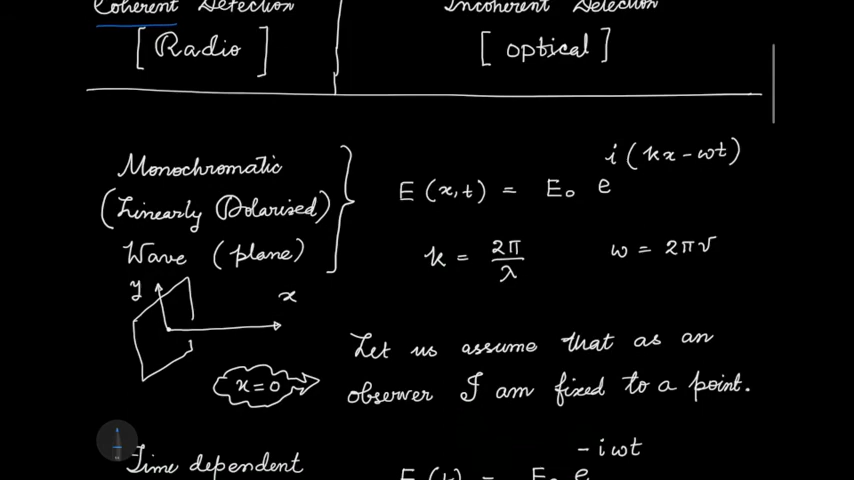 Coherent Detection
Incoherent Detection
[ Radio ]
[ optical ]
Monochromatic
(Linearly Polarised)
Wave (plane)
E (x,t) = E₀ e^{i(kx-ωt)}
k = 2π/λ
ω = 2πν
y
x
x=0
Let us assume that as an
observer I am fixed to a point.
Time dependent
E(t) = E₀ e^{-iωt}